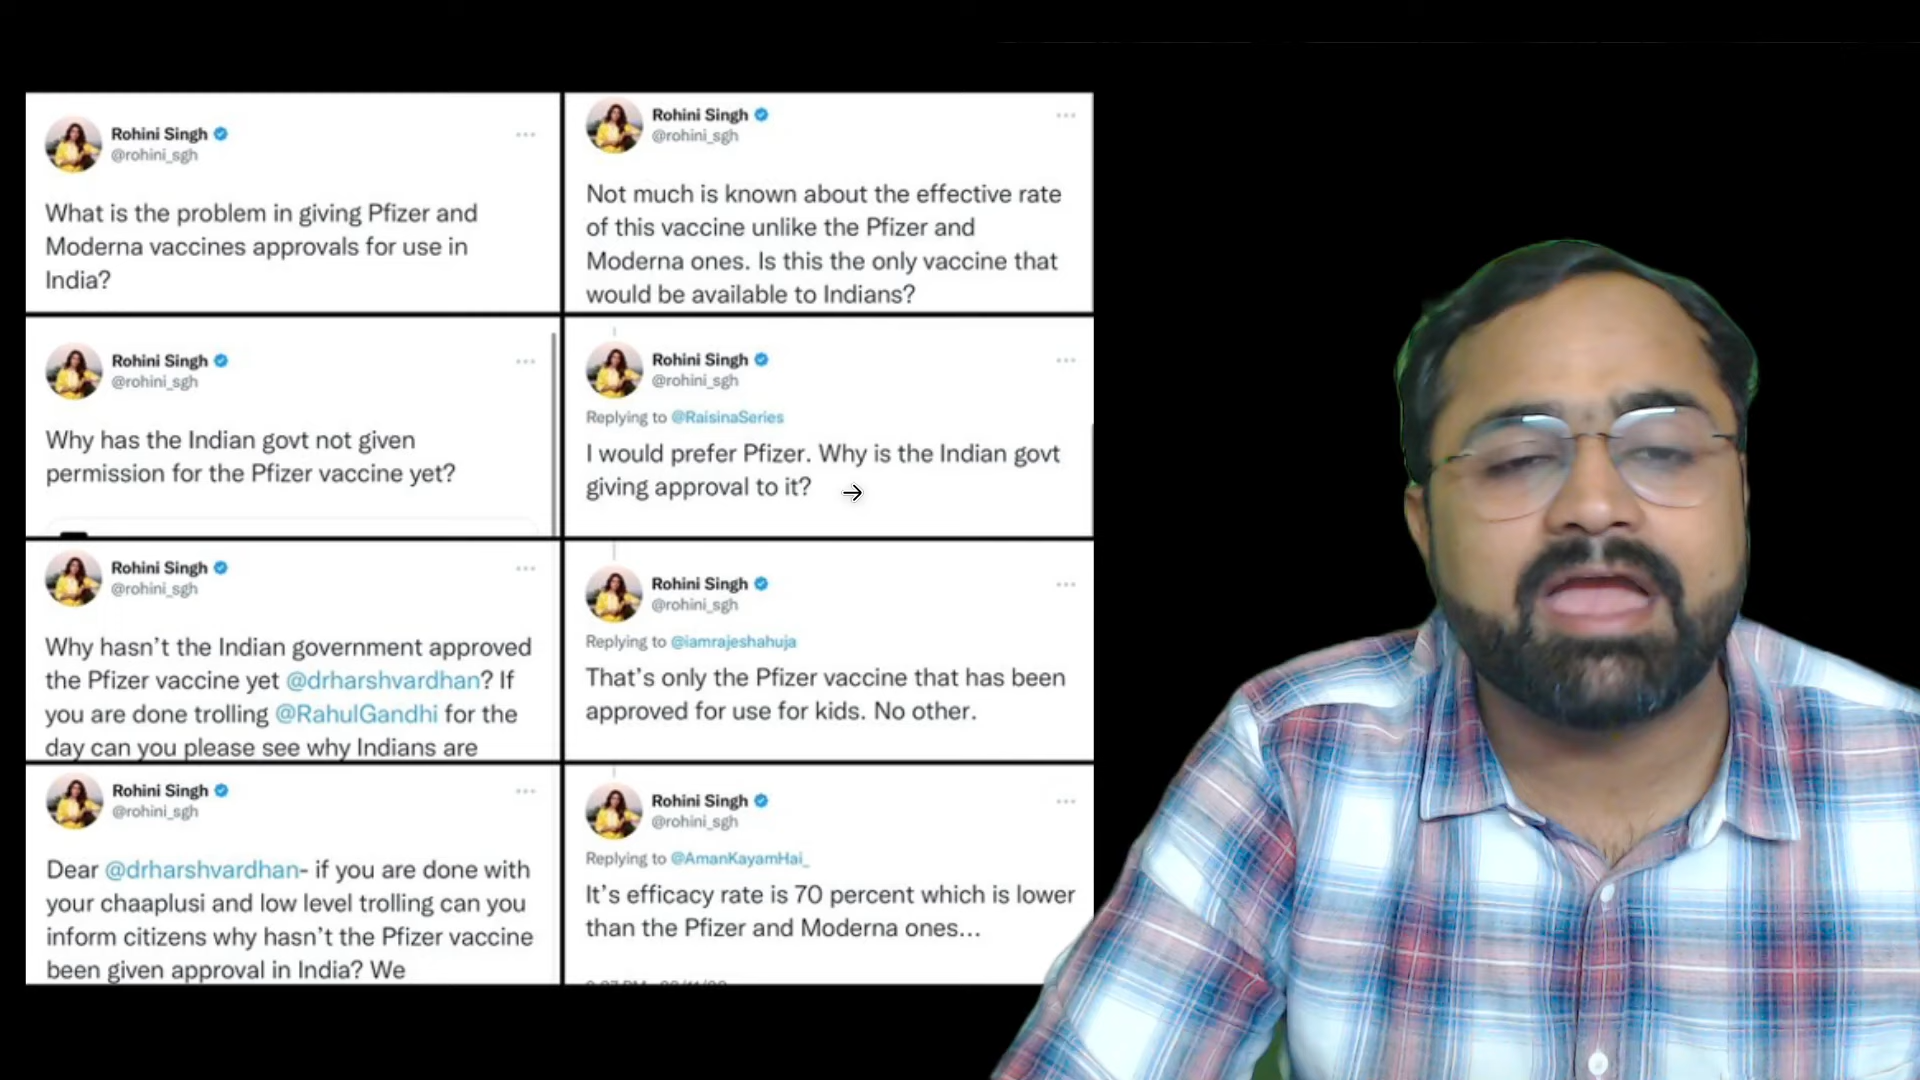 Rohini Singh
@rohini_sgh
What is the problem in giving Pfizer and
Moderna vaccines approvals for use in
India?
Rohini Singh
@rohini_sgh
Not much is known about the effective rate
of this vaccine unlike the Pfizer and
Moderna ones. Is this the only vaccine that
would be available to Indians?
Rohini Singh
@rohini_sgh
Why has the Indian govt not given
permission for the Pfizer vaccine yet?
Rohini Singh
@rohini_sgh
Replying to @RaisinaSeries
I would prefer Pfizer. Why is the Indian govt
giving approval to it?
Rohini Singh
@rohini_sgh
Why hasn't the Indian government approved
the Pfizer vaccine yet @drharshvardhan? If
you are done trolling @RahulGandhi for the
day can you please see why Indians are
Rohini Singh
@rohini_sgh
Replying to @iamrajeshahuja
That's only the Pfizer vaccine that has been
approved for use for kids. No other.
Rohini Singh
@rohini_sgh
Dear @drharshvardhan- if you are done with
your chaaplusi and low level trolling can you
inform citizens why hasn't the Pfizer vaccine
been given approval in India? We
Rohini Singh
@rohini_sgh
Replying to @AmanKayamHai_
It's efficacy rate is 70 percent which is lower
than the Pfizer and Moderna ones...